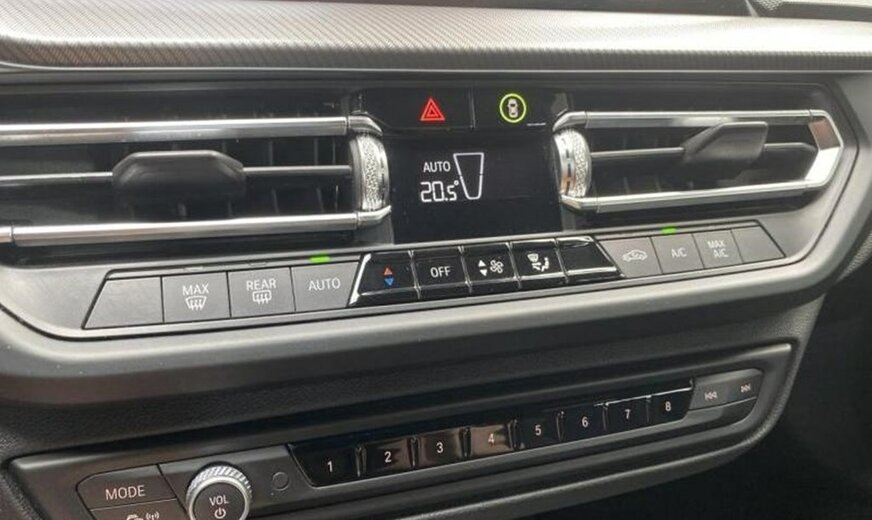 AUTO
20.5°
MAX
REAR
AUTO
OFF
A/C
MAX
A/C
1
2
3
4
5
6
7
8
MODE
VOL